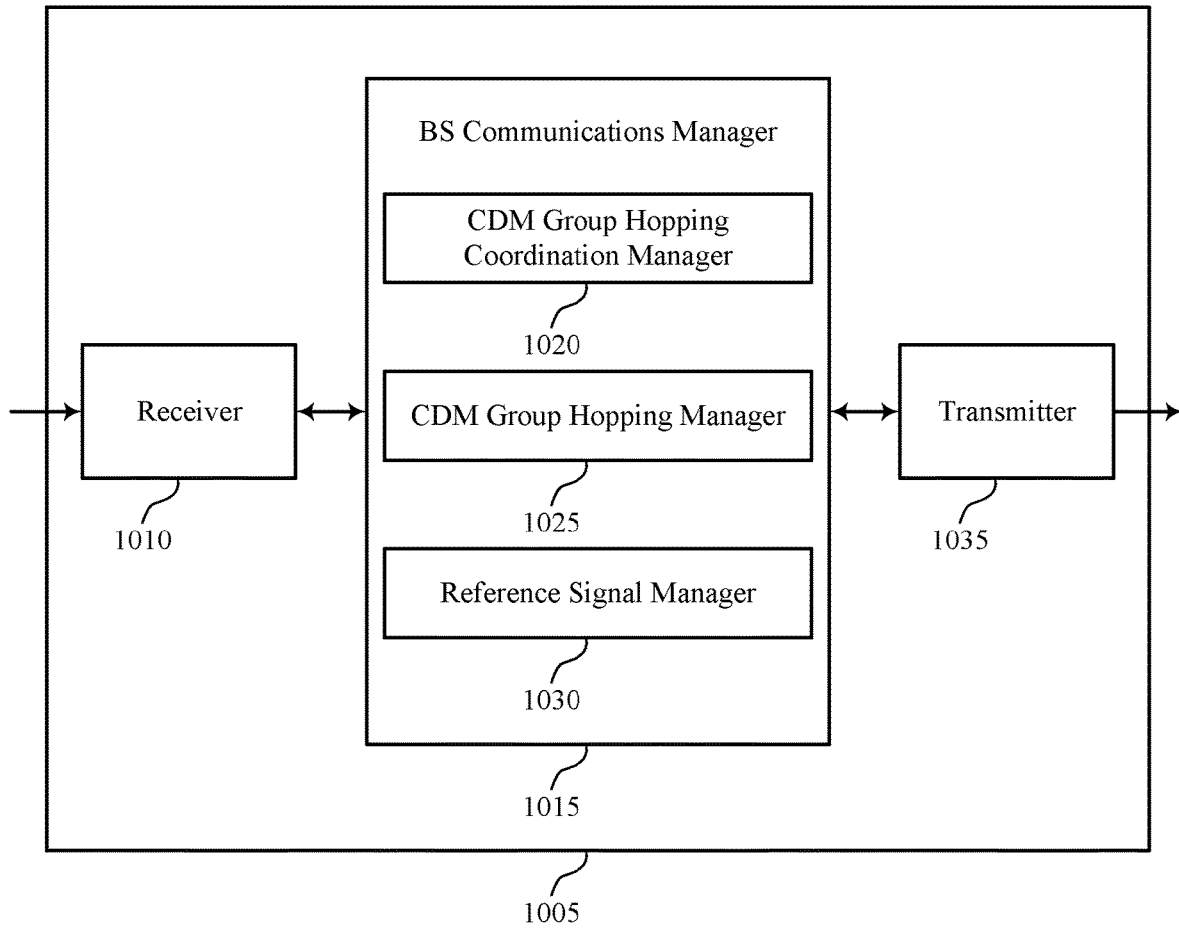 BS Communications Manager
CDM Group Hopping
Coordination Manager
1020
Receiver
1010
CDM Group Hopping Manager
1025
Transmitter
1035
Reference Signal Manager
1030
1015
1005